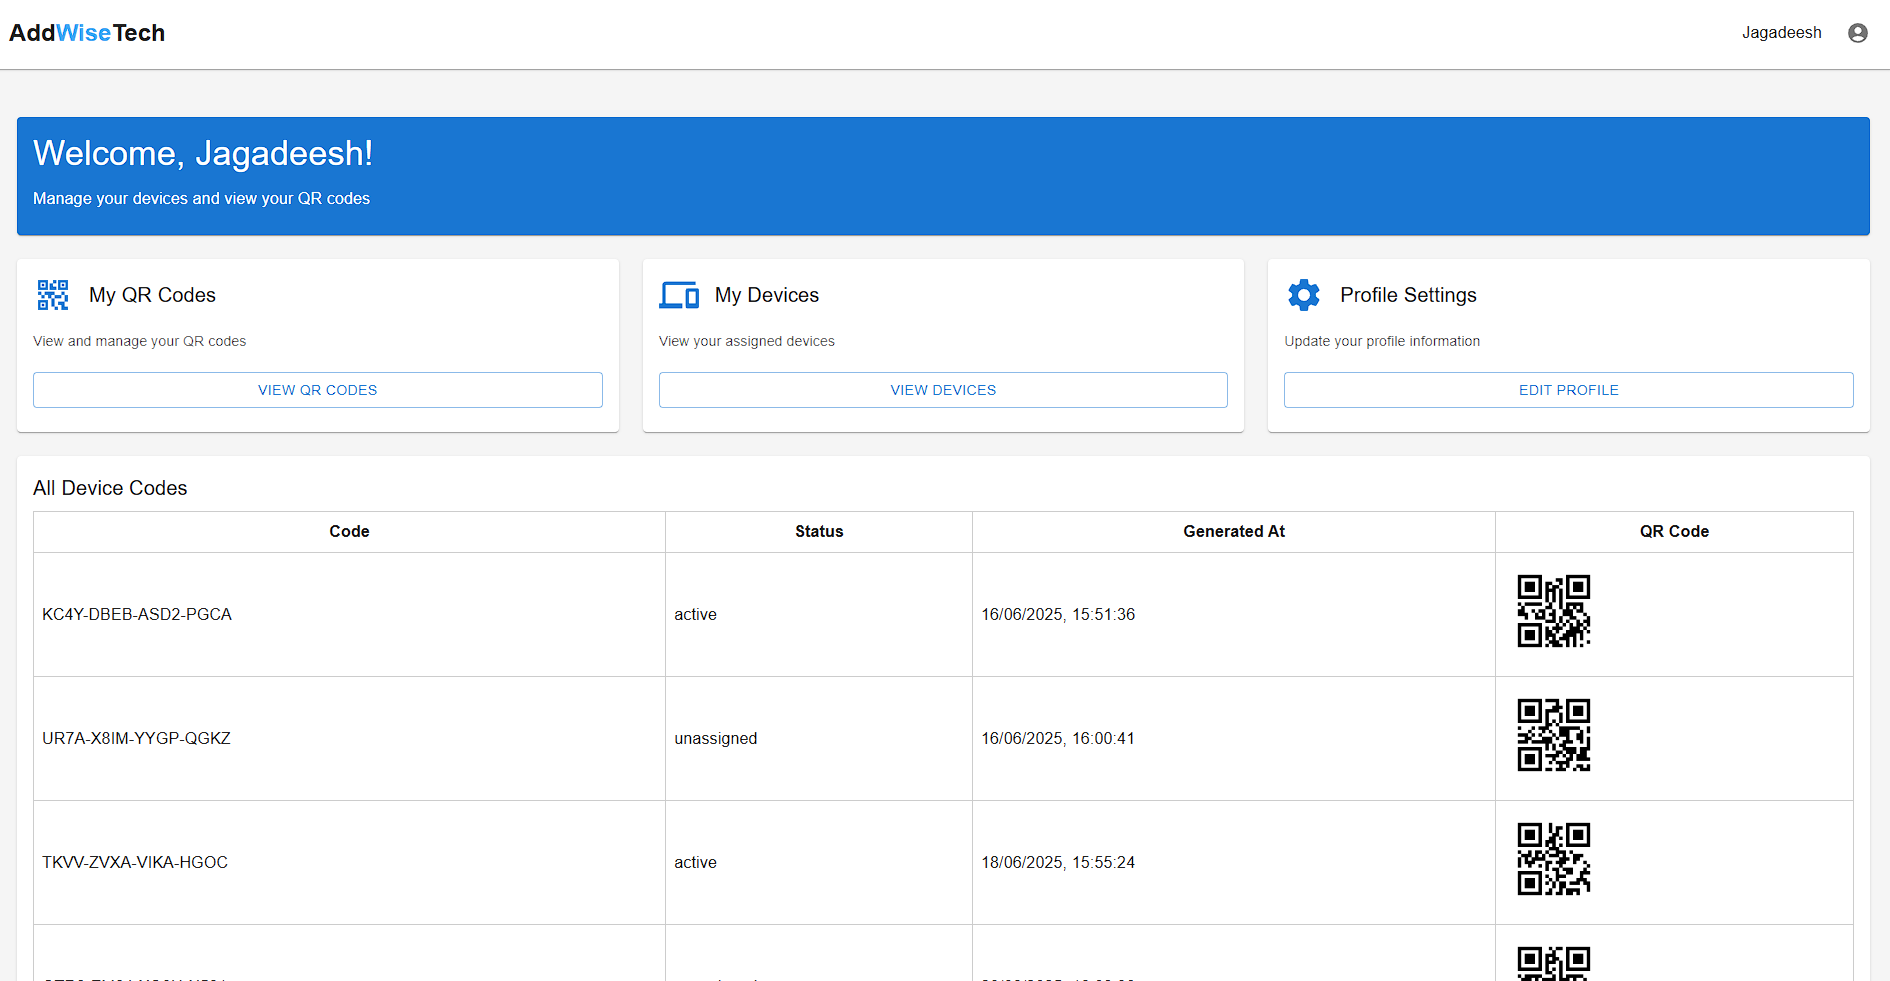 AddWiseTech
Jagadeesh
Welcome, Jagadeesh!
Manage your devices and view your QR codes
My QR Codes
View and manage your QR codes
VIEW QR CODES
My Devices
View your assigned devices
VIEW DEVICES
Profile Settings
Update your profile information
EDIT PROFILE
All Device Codes
Code Status Generated At QR Code
KC4Y-DBEB-ASD2-PGCA active 16/06/2025, 15:51:36
UR7A-X8IM-YYGP-QGKZ unassigned 16/06/2025, 16:00:41
TKVV-ZVXA-VIKA-HGOC active 18/06/2025, 15:55:24